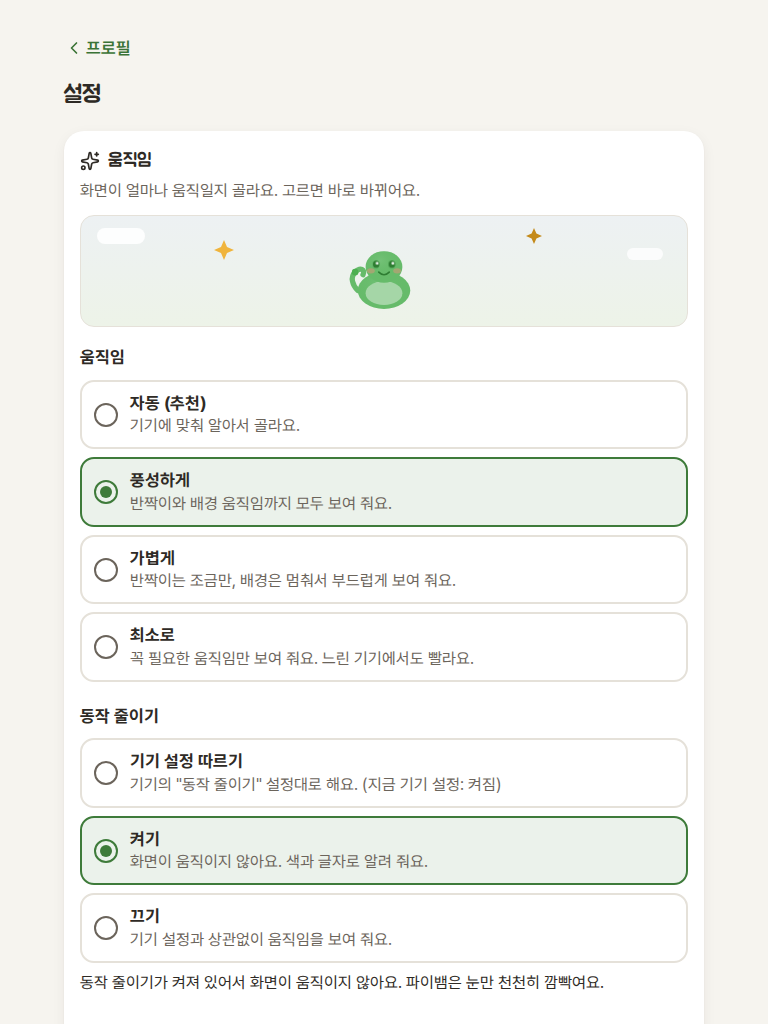 프로필
설정
움직임
화면이 얼마나 움직일지 골라요. 고르면 바로 바뀌어요.
움직임
자동 (추천)
기기에 맞춰 알아서 골라요.
풍성하게
반짝이와 배경 움직임까지 모두 보여 줘요.
가볍게
반짝이는 조금만, 배경은 멈춰서 부드럽게 보여 줘요.
최소로
꼭 필요한 움직임만 보여 줘요. 느린 기기에서도 빨라요.
동작 줄이기
기기 설정 따르기
기기의 "동작 줄이기" 설정대로 해요. (지금 기기 설정: 켜짐)
켜기
화면이 움직이지 않아요. 색과 글자로 알려 줘요.
끄기
기기 설정과 상관없이 움직임을 보여 줘요.
동작 줄이기가 켜져 있어서 화면이 움직이지 않아요. 파이뱀은 눈만 천천히 깜빡여요.